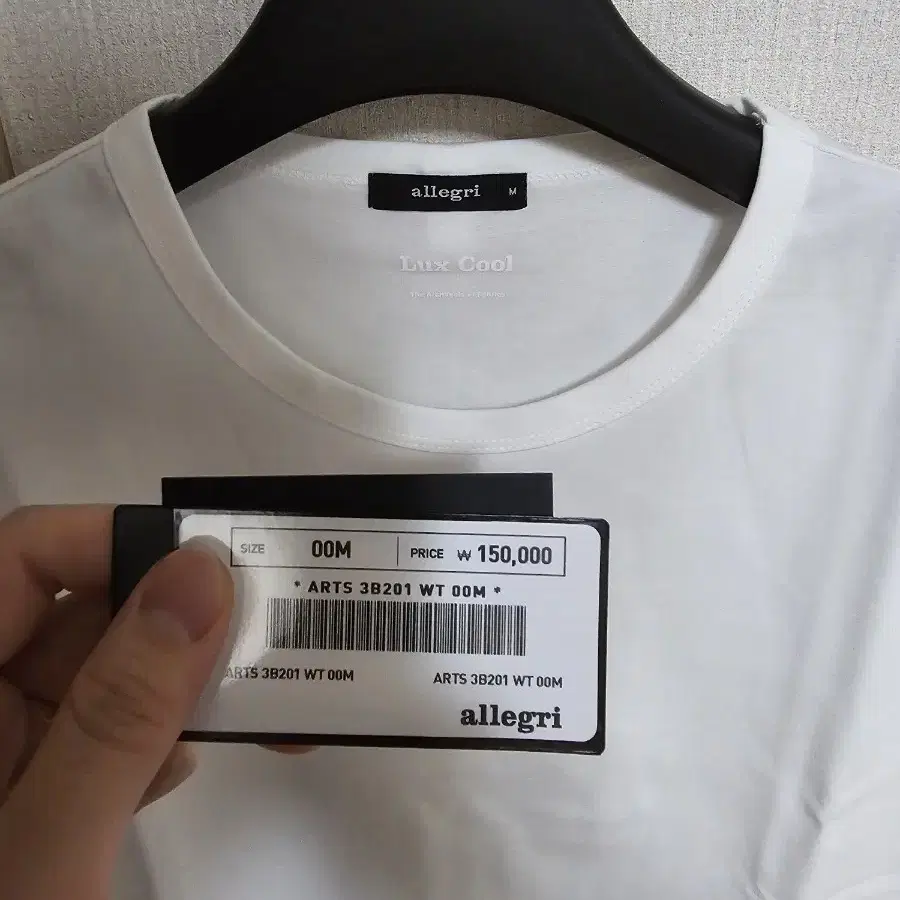 allegri M
Lux Cool
SIZE 00M PRICE ₩ 150,000
* ARTS 3B201 WT 00M *
ARTS 3B201 WT 00M ARTS 3B201 WT 00M
allegri